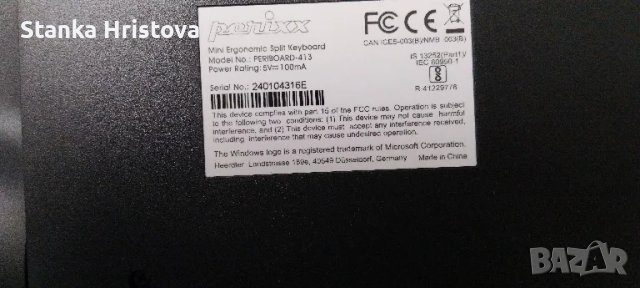 Stanka Hristova
perixx
Mini Ergonomic Split Keyboard
Model No.: PERIBOARD-413
Power Rating: 5V⎓100mA
Serial No.: 240104316E
FC CE
CAN ICES-003(B)/NMB-003(B)
IS 13252(Part1)/
IEC 60950-1
R-41229778
This device complies with part 15 of the FCC rules. Operation is subject
to the following two conditions: (1) This device may not cause harmful
interference, and (2) This device must accept any interference received,
including interference that may cause undesired operation.
The Windows logo is a registered trademark of Microsoft Corporation.
Heerdter Landstrasse 189e, 40549 Düsseldorf, Germany Made in China
BAZAR